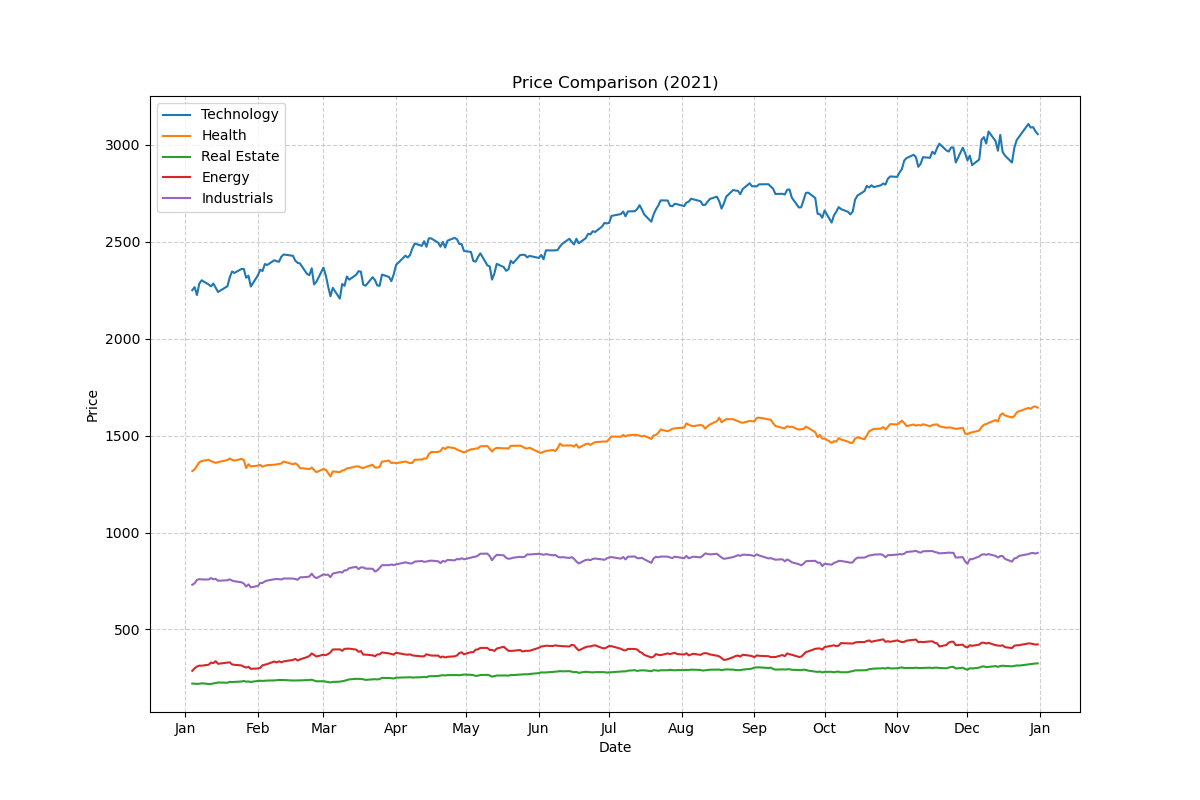 Price Comparison (2021)
Technology
Health
Real Estate
Energy
Industrials
3000
2500
2000
1500
1000
500
Price
Jan Feb Mar Apr May Jun Jul Aug Sep Oct Nov Dec Jan
Date